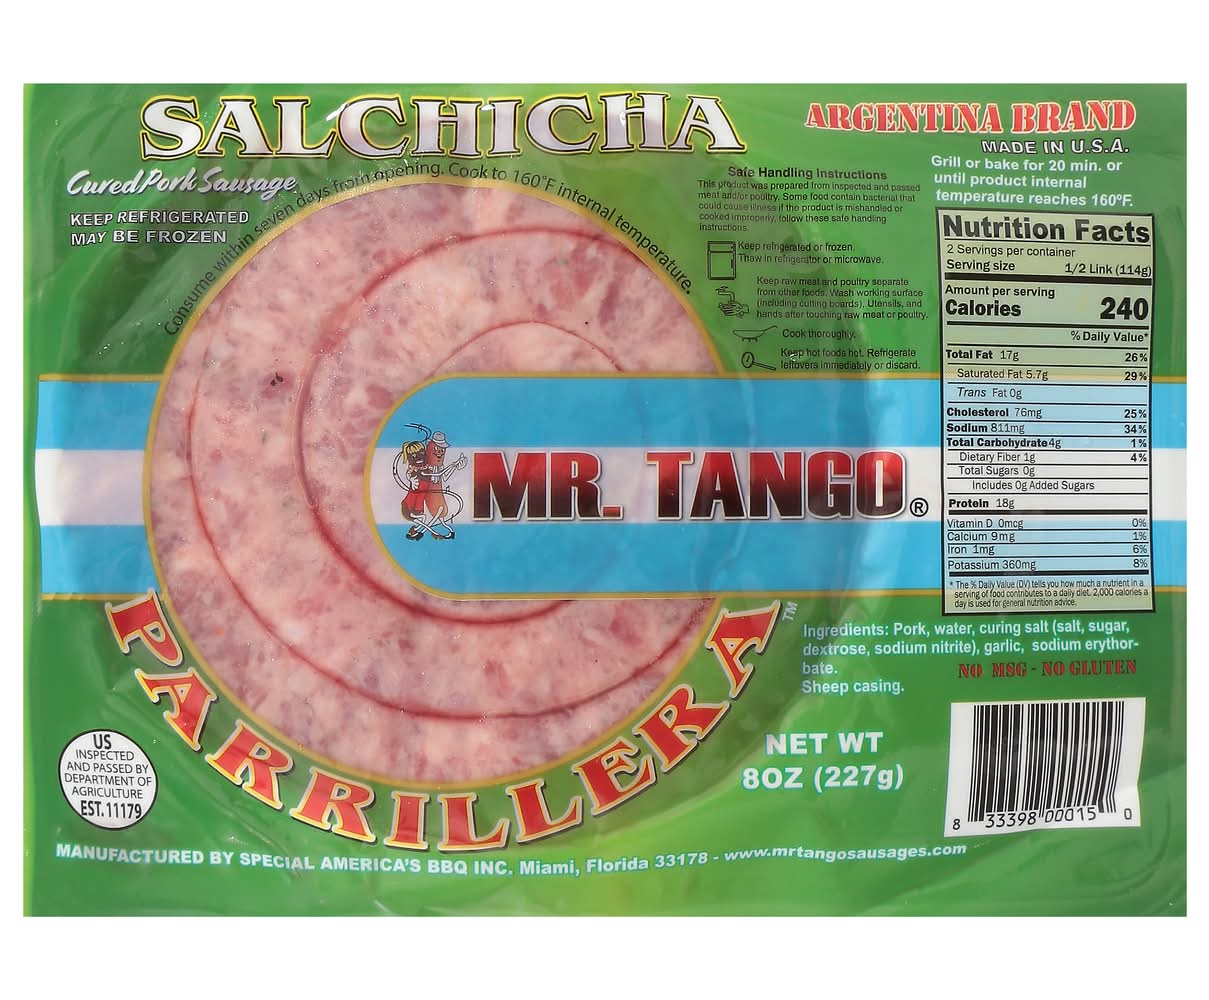 SALCHICHA
Cured Pork Sausage
KEEP REFRIGERATED
MAY BE FROZEN
Consume within seven days from opening. Cook to 160°F internal temperature.
ARGENTINA BRAND
MADE IN U.S.A.
Grill or bake for 20 min. or
until product internal
temperature reaches 160ºF.
Safe Handling Instructions
This product was prepared from inspected and passed
meat and/or poultry. Some food contain bacterial that
could cause illness if the product is mishandled or
cooked improperly, follow these safe handling
instructions.
Keep refrigerated or frozen.
Thaw in refrigerator or microwave.
Keep raw meat and poultry separate
from other foods. Wash working surface
(including cutting boards), Utensils, and
hands after touching raw meat or poultry.
Cook thoroughly.
Keep hot foods hot. Refrigerate
leftovers immediately or discard.
Nutrition Facts
2 Servings per container
Serving size 1/2 Link (114g)
Amount per serving
Calories 240
% Daily Value*
Total Fat 17g 26%
Saturated Fat 5.7g 29%
Trans Fat 0g
Cholesterol 76mg 25%
Sodium 811mg 34%
Total Carbohydrate 4g 1%
Dietary Fiber 1g 4%
Total Sugars 0g
Includes 0g Added Sugars
Protein 18g
Vitamin D 0mcg 0%
Calcium 9mg 1%
Iron 1mg 6%
Potassium 360mg 8%
* The % Daily Value (DV) tells you how much a nutrient in a
serving of food contributes to a daily diet. 2,000 calories a
day is used for general nutrition advice.
MR. TANGO®
PARRILLERA™
Ingredients: Pork, water, curing salt (salt, sugar,
dextrose, sodium nitrite), garlic, sodium erythor-
bate.
Sheep casing.
NO MSG - NO GLUTEN
NET WT
8OZ (227g)
US
INSPECTED
AND PASSED BY
DEPARTMENT OF
AGRICULTURE
EST. 11179
8 33398 00015 0
MANUFACTURED BY SPECIAL AMERICA'S BBQ INC. Miami, Florida 33178 - www.mrtangosausages.com